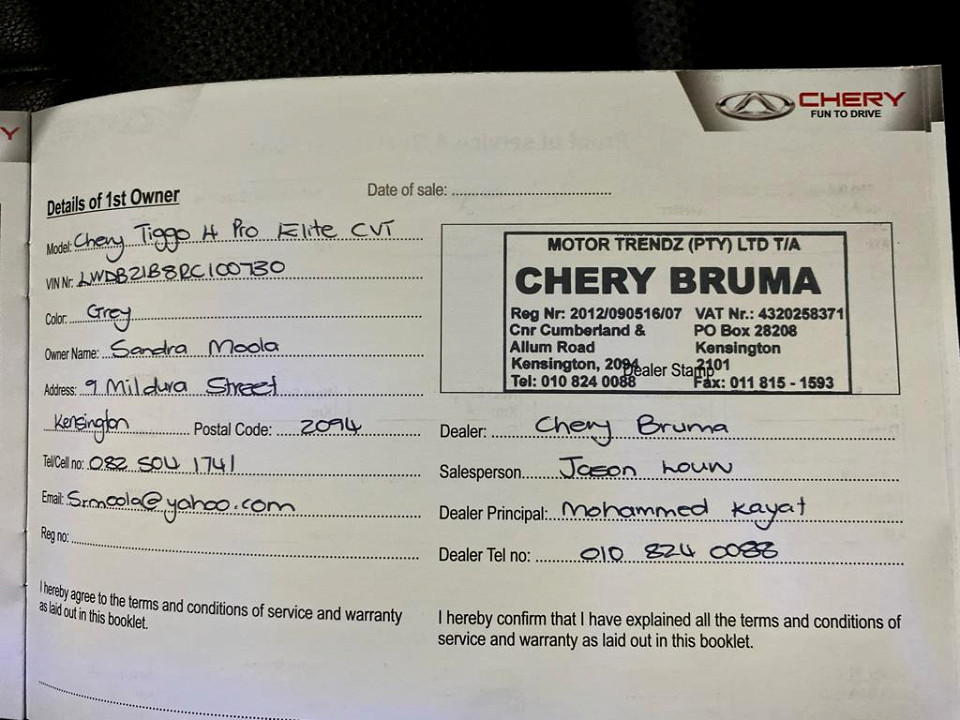 Y
CHERY
FUN TO DRIVE
Details of 1st Owner
Date of sale:
Model: Chery Tiggo 4 Pro Elite CVT
VIN Nr: LWDB21B8RC100730
Color: Grey
Owner Name: Sandra Moola
Address: 9 Mildura Street
Kensington Postal Code: 2094
Tel/Cell no: 082 504 1741
Email: Srmoola@yahoo.com
Reg no:
I hereby agree to the terms and conditions of service and warranty
as laid out in this booklet.
MOTOR TRENDZ (PTY) LTD T/A
CHERY BRUMA
Reg Nr: 2012/090516/07 VAT Nr.: 4320258371
Cnr Cumberland & PO Box 28208
Allum Road Kensington
Kensington, 2094 2101
Dealer Stamp
Tel: 010 824 0088 Fax: 011 815 - 1593
Dealer: Chery Bruma
Salesperson Jason Louw
Dealer Principal: Mohammed Kayat
Dealer Tel no: 010 824 0088
I hereby confirm that I have explained all the terms and conditions of
service and warranty as laid out in this booklet.